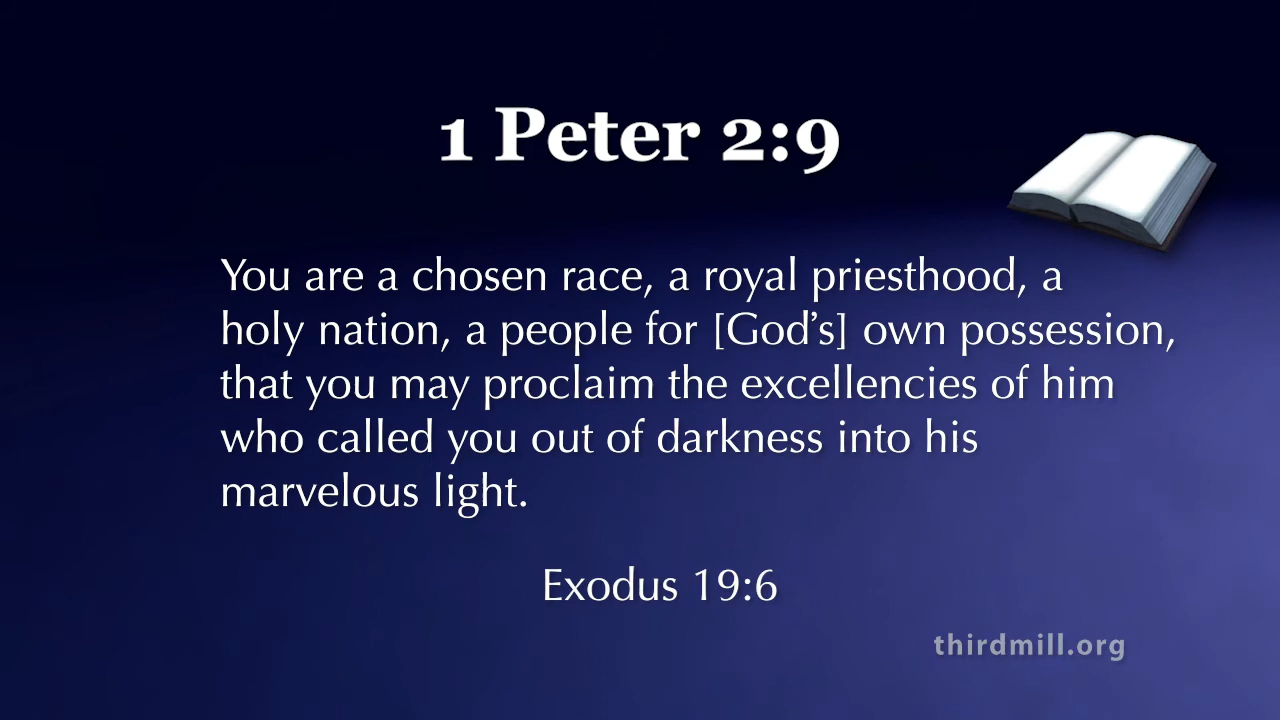 1 Peter 2:9
You are a chosen race, a royal priesthood, a
holy nation, a people for [God’s] own possession,
that you may proclaim the excellencies of him
who called you out of darkness into his
marvelous light.
Exodus 19:6
thirdmill.org